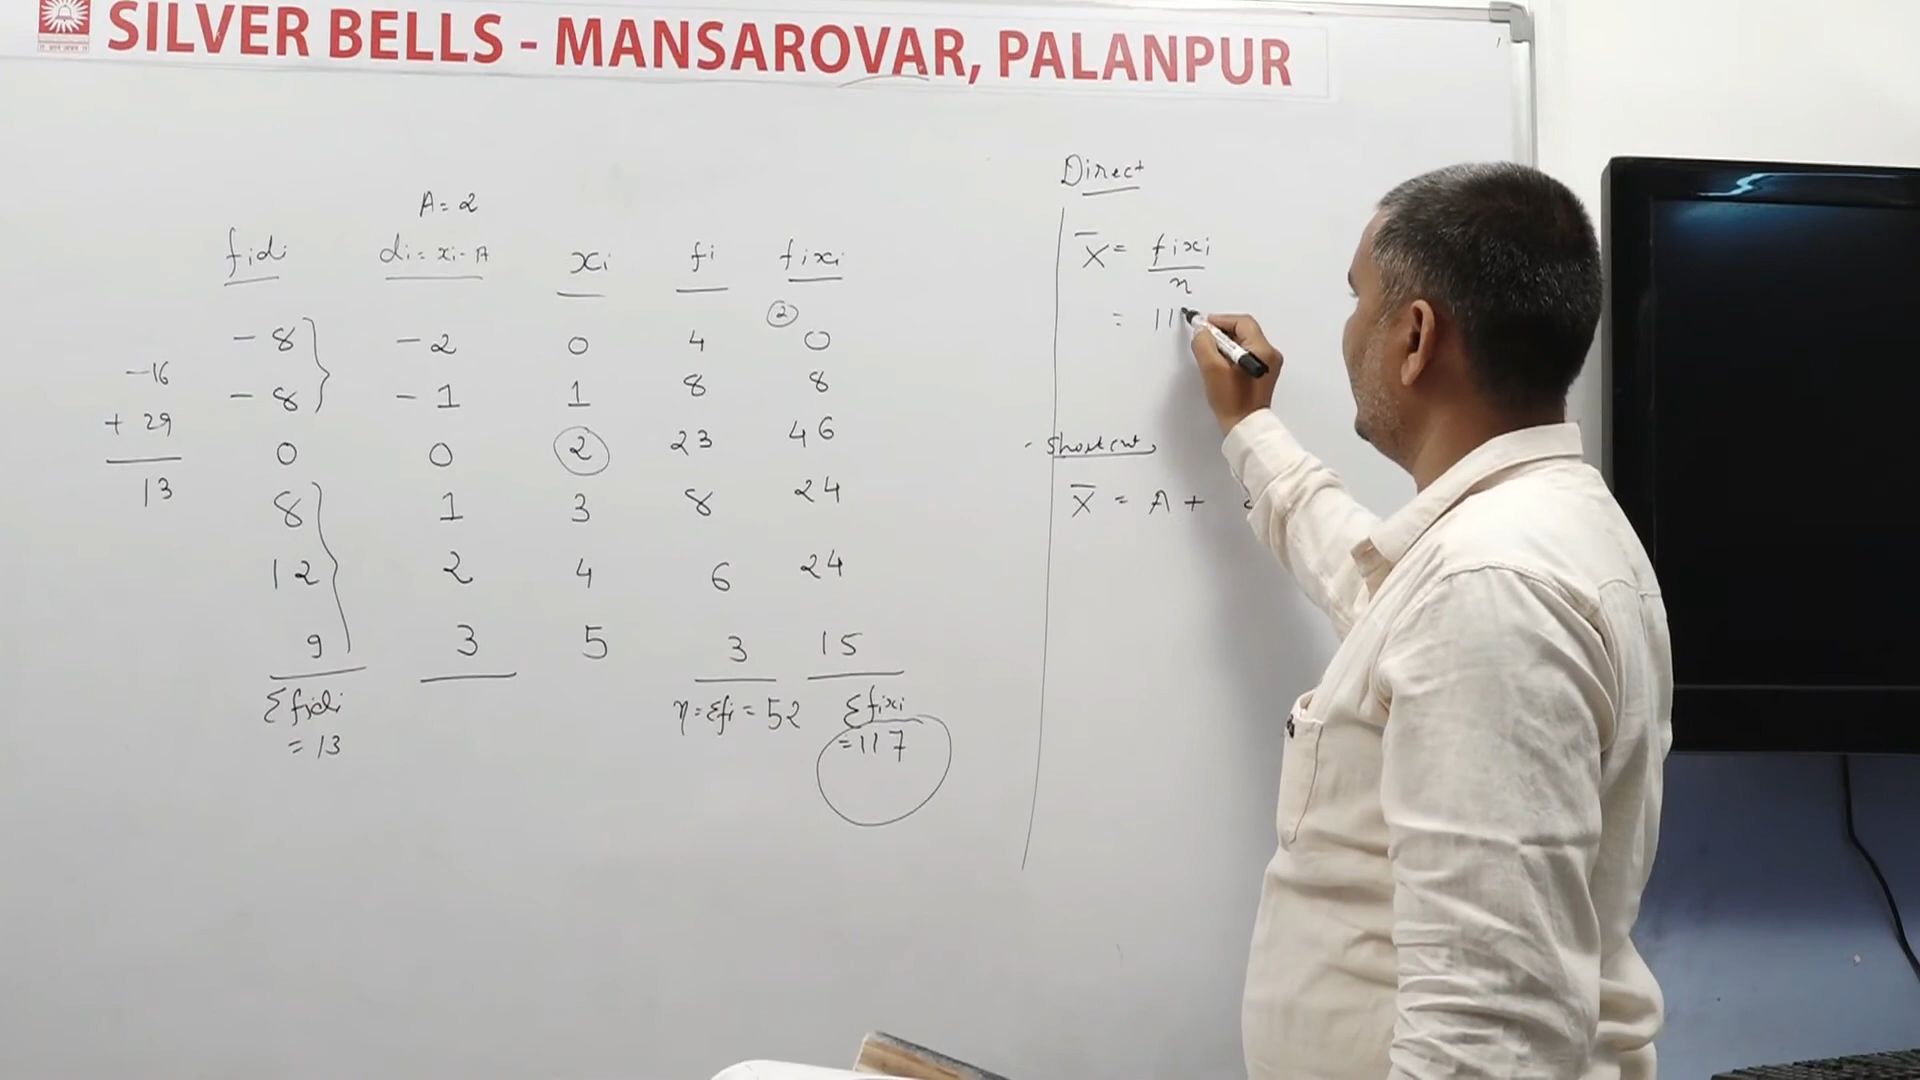 SILVER BELLS - MANSAROVAR, PALANPUR
A = 2
fidi di = xi - A xi fi fixi
2
- 8 - 2 0 4 0
- 8 - 1 1 8 8
0 0 2 23 46
8 1 3 8 24
12 2 4 6 24
9 3 5 3 15
Σfidi n = Σfi = 52 Σfixi
= 13 = 117
-16
+ 29
13
Direct
X̄ = fixi
n
= 11
Shortcut
X̄ = A +